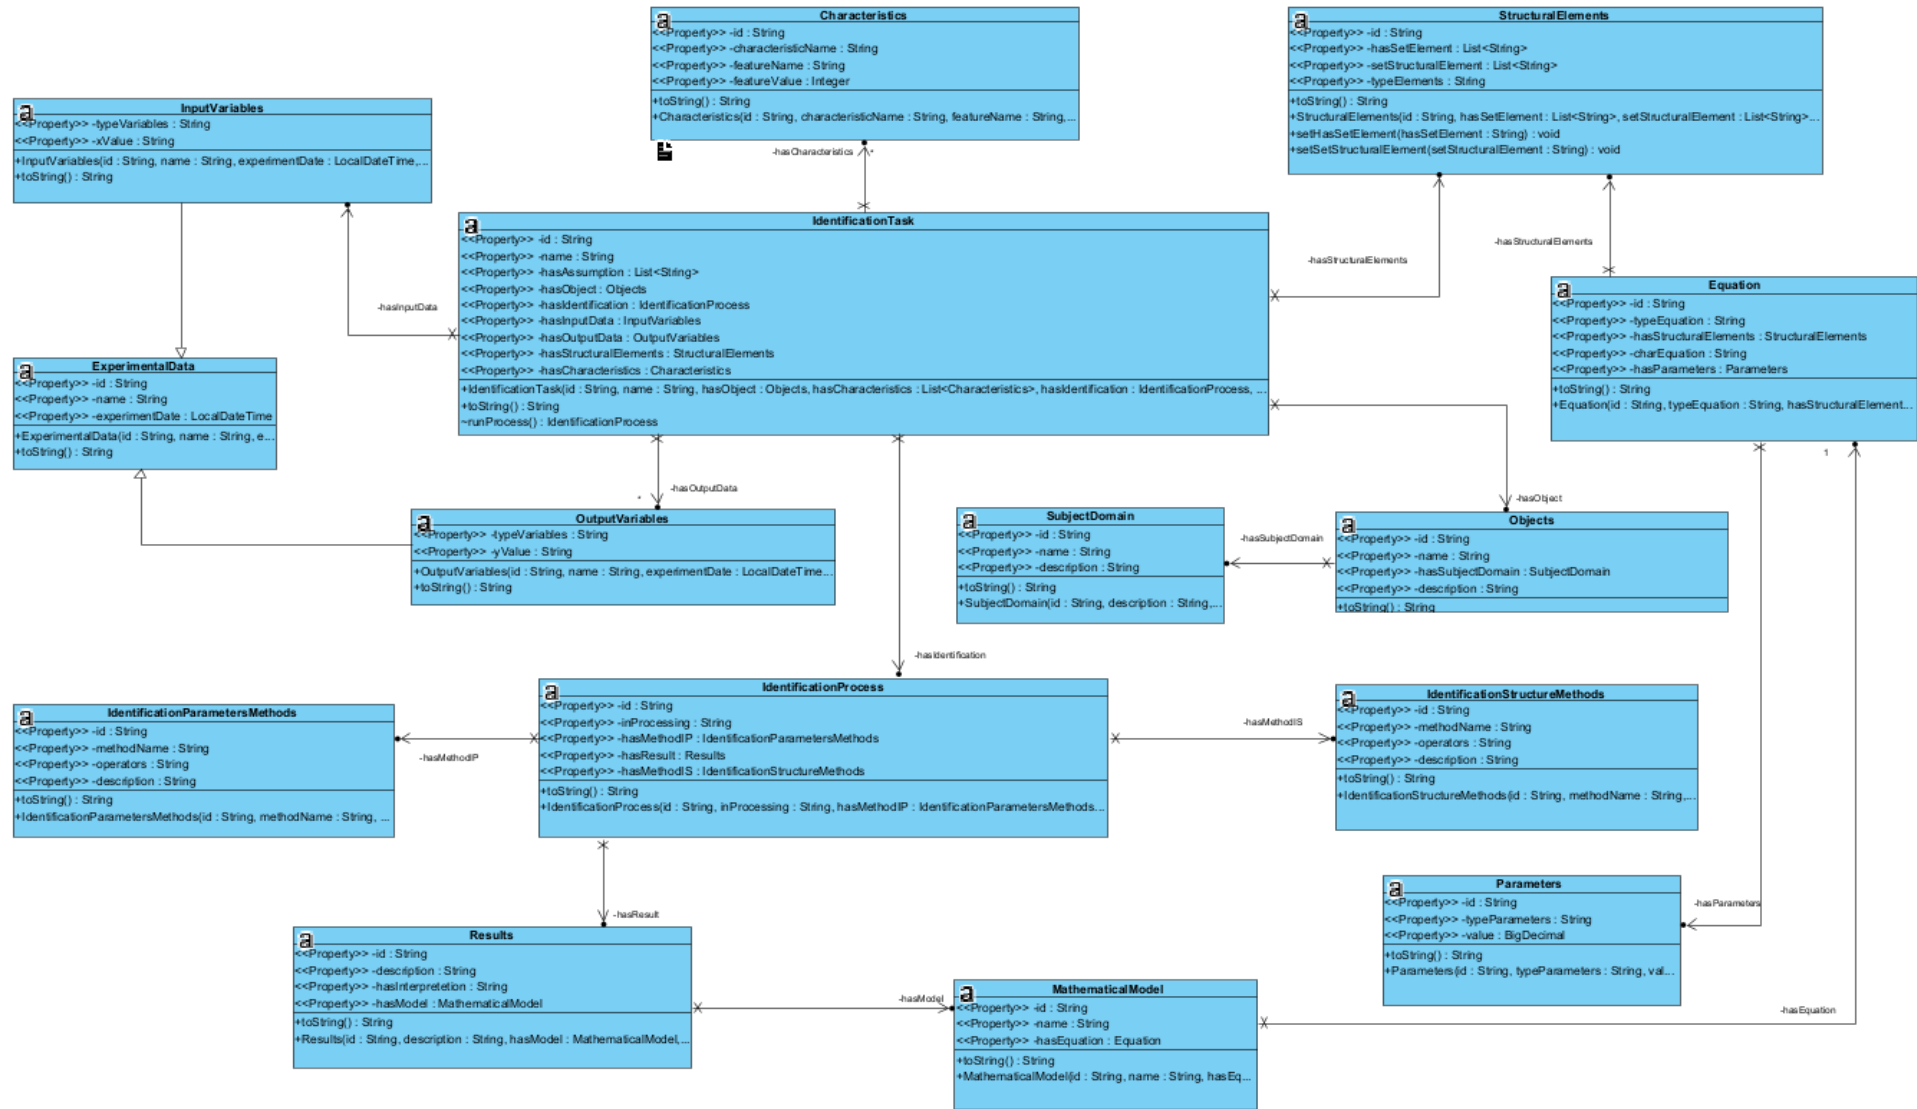 Characteristics
<<Property>> -id : String
<<Property>> -characteristicName : String
<<Property>> -featureName : String
<<Property>> -featureValue : Integer
+toString() : String
+Characteristics(id : String, characteristicName : String, featureName : String,...
StructuralElements
<<Property>> -id : String
<<Property>> -hasSetElement : List<String>
<<Property>> -setStructuralElement : List<String>
<<Property>> -typeElements : String
+toString() : String
+StructuralElements(id : String, hasSetElement : List<String>, setStructuralElement : List<String>...
+setHasSetElement(hasSetElement : String) : void
+setSetStructuralElement(setStructuralElement : String) : void
InputVariables
<<Property>> -typeVariables : String
<<Property>> -xValue : String
+InputVariables(id : String, name : String, experimentDate : LocalDateTime,...
+toString() : String
-hasCharacteristics
*
IdentificationTask
<<Property>> -id : String
<<Property>> -name : String
<<Property>> -hasAssumption : List<String>
<<Property>> -hasObject : Objects
<<Property>> -hasIdentification : IdentificationProcess
<<Property>> -hasInputData : InputVariables
<<Property>> -hasOutputData : OutputVariables
<<Property>> -hasStructuralElements : StructuralElements
<<Property>> -hasCharacteristics : Characteristics
+IdentificationTask(id : String, name : String, hasObject : Objects, hasCharacteristics : List<Characteristics>, hasIdentification : IdentificationProcess, ...
+toString() : String
~runProcess() : IdentificationProcess
-hasInputData
-hasStructuralElements
-hasStructuralElements
Equation
<<Property>> -id : String
<<Property>> -typeEquation : String
<<Property>> -hasStructuralElements : StructuralElements
<<Property>> -charEquation : String
<<Property>> -hasParameters : Parameters
+toString() : String
+Equation(id : String, typeEquation : String, hasStructuralElement...
1
ExperimentalData
<<Property>> -id : String
<<Property>> -name : String
<<Property>> -experimentDate : LocalDateTime
+ExperimentalData(id : String, name : String, e...
+toString() : String
-hasOutputData
*
OutputVariables
<<Property>> -typeVariables : String
<<Property>> -yValue : String
+OutputVariables(id : String, name : String, experimentDate : LocalDateTime...
+toString() : String
SubjectDomain
<<Property>> -id : String
<<Property>> -name : String
<<Property>> -description : String
+toString() : String
+SubjectDomain(id : String, description : String,...
-hasSubjectDomain
-hasObject
Objects
<<Property>> -id : String
<<Property>> -name : String
<<Property>> -hasSubjectDomain : SubjectDomain
<<Property>> -description : String
+toString() : String
-hasIdentification
IdentificationParametersMethods
<<Property>> -id : String
<<Property>> -methodName : String
<<Property>> -operators : String
<<Property>> -description : String
+toString() : String
+IdentificationParametersMethods(id : String, methodName : String, ...
-hasMethodIP
IdentificationProcess
<<Property>> -id : String
<<Property>> -inProcessing : String
<<Property>> -hasMethodIP : IdentificationParametersMethods
<<Property>> -hasResult : Results
<<Property>> -hasMethodIS : IdentificationStructureMethods
+toString() : String
+IdentificationProcess(id : String, inProcessing : String, hasMethodIP : IdentificationParametersMethods...
-hasMethodIS
IdentificationStructureMethods
<<Property>> -id : String
<<Property>> -methodName : String
<<Property>> -operators : String
<<Property>> -description : String
+toString() : String
+IdentificationStructureMethods(id : String, methodName : String,...
-hasResult
Results
<<Property>> -id : String
<<Property>> -description : String
<<Property>> -hasInterpretetion : String
<<Property>> -hasModel : MathematicalModel
+toString() : String
+Results(id : String, description : String, hasModel : MathematicalModel,...
-hasModel
MathematicalModel
<<Property>> -id : String
<<Property>> -name : String
<<Property>> -hasEquation : Equation
+toString() : String
+MathematicalModel(id : String, name : String, hasEq...
Parameters
<<Property>> -id : String
<<Property>> -typeParameters : String
<<Property>> -value : BigDecimal
+toString() : String
+Parameters(id : String, typeParameters : String, val...
-hasParameters
-hasEquation